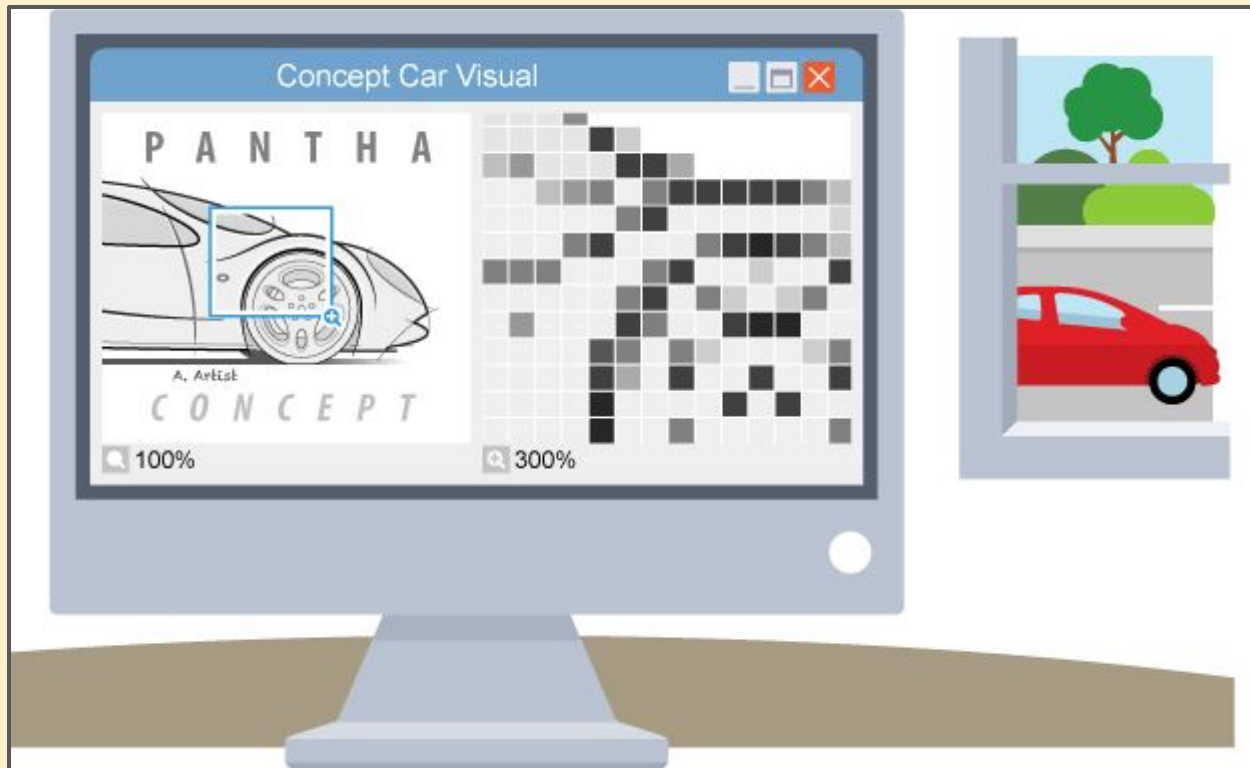 Concept Car Visual
P A N T H A
A. Artist
C O N C E P T
100%
300%